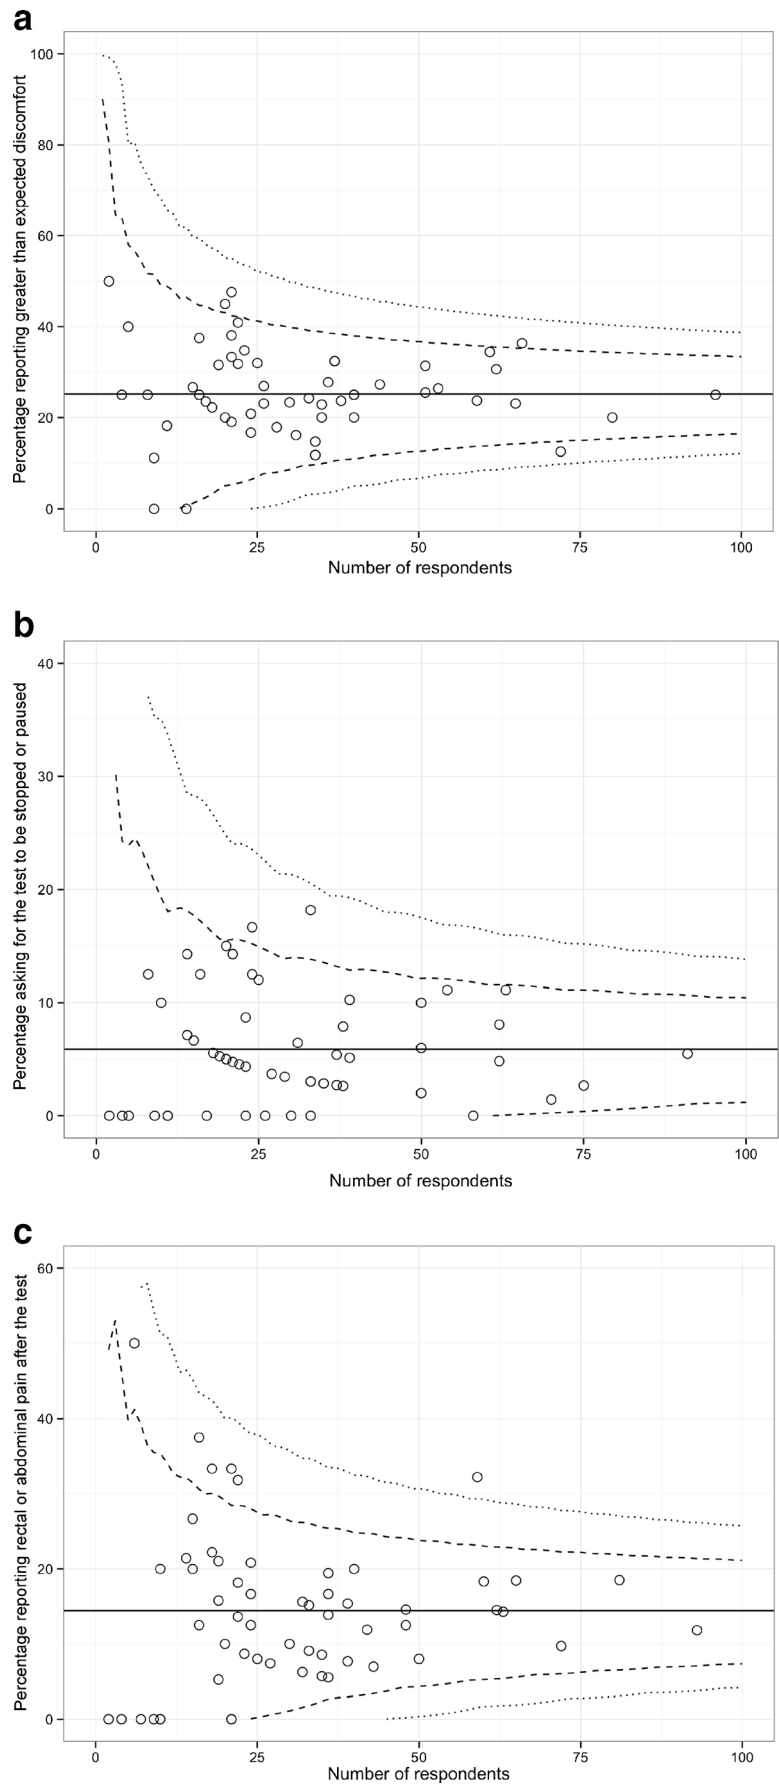 a
Percentage reporting greater than expected discomfort
100
80
60
40
20
0
0 25 50 75 100
Number of respondents
b
Percentage asking for the test to be stopped or paused
40
30
20
10
0
0 25 50 75 100
Number of respondents
c
Percentage reporting rectal or abdominal pain after the test
60
40
20
0
0 25 50 75 100
Number of respondents